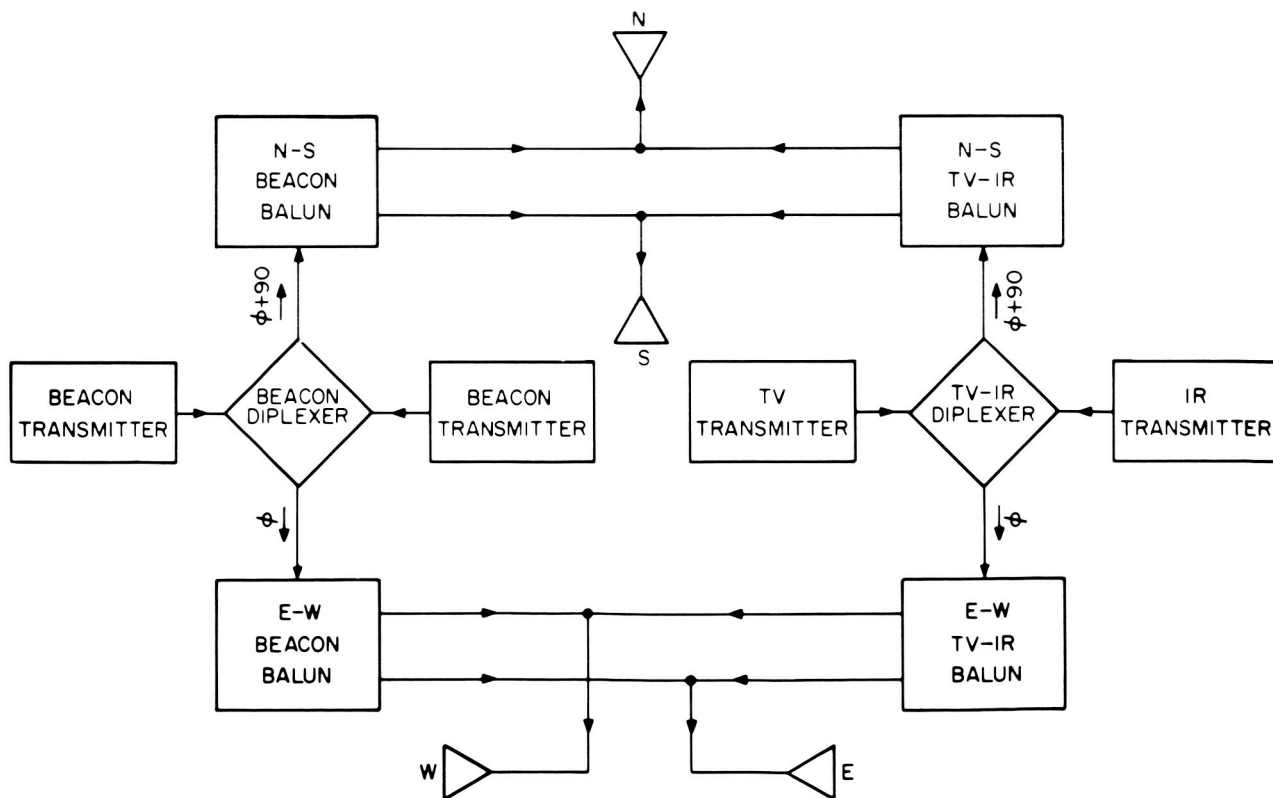 N
N-S
BEACON
BALUN
N-S
TV-IR
BALUN
S
ϕ+90
ϕ+90
BEACON
TRANSMITTER
BEACON
DIPLEXER
BEACON
TRANSMITTER
TV
TRANSMITTER
TV-IR
DIPLEXER
IR
TRANSMITTER
ϕ
ϕ
E-W
BEACON
BALUN
E-W
TV-IR
BALUN
W
E